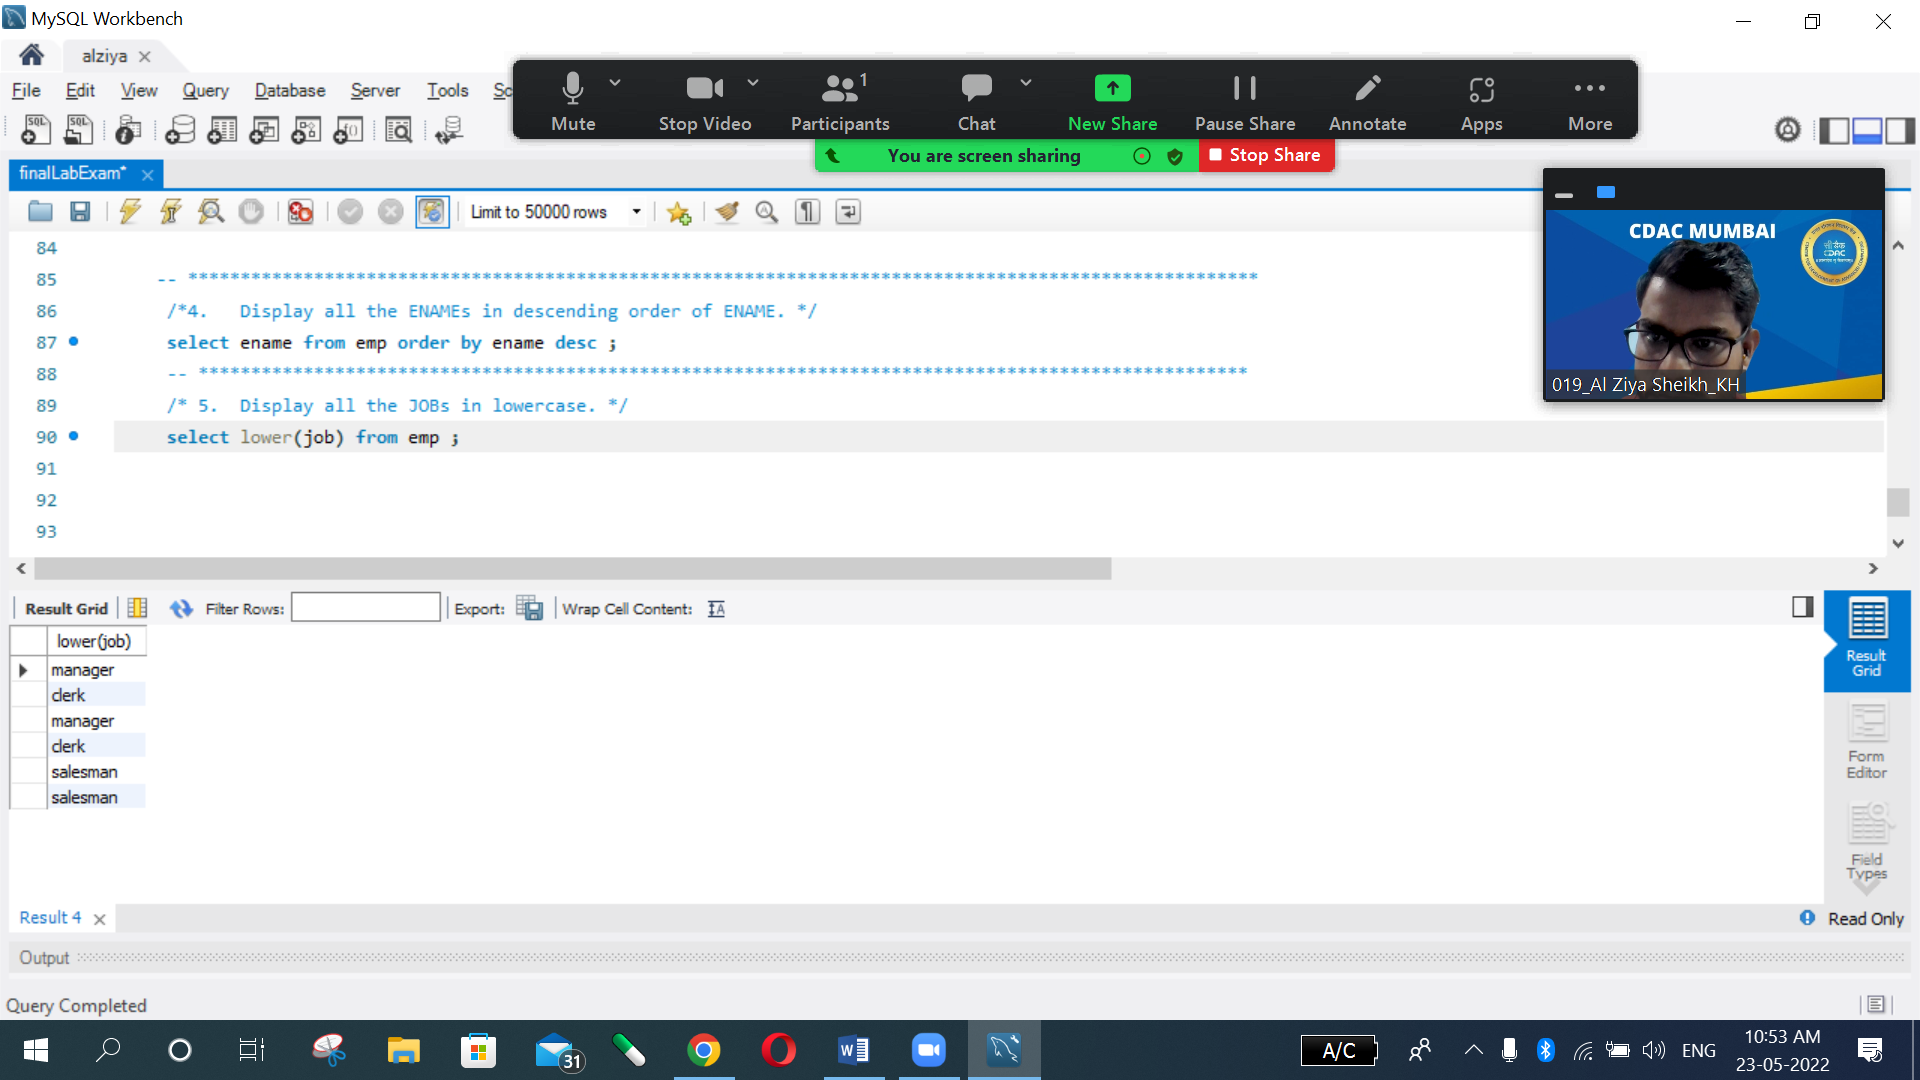 MySQL Workbench
alziya
File Edit View Query Database Server Tools Sc
Mute Stop Video Participants 1 Chat New Share Pause Share Annotate Apps More
You are screen sharing Stop Share
finalLabExam*
Limit to 50000 rows
CDAC MUMBAI
CDAC
019_Al Ziya Sheikh_KH
84
85 -- ******************************************************************************************************
86 /*4. Display all the ENAMEs in descending order of ENAME. */
87 select ename from emp order by ename desc ;
88 -- ****************************************************************************************************
89 /* 5. Display all the JOBs in lowercase. */
90 select lower(job) from emp ;
91
92
93
Result Grid Filter Rows: Export: Wrap Cell Content:
lower(job)
manager
clerk
manager
clerk
salesman
salesman
Result Grid
Form Editor
Field Types
Result 4
Read Only
Output
Query Completed
31
A/C
ENG
10:53 AM
23-05-2022